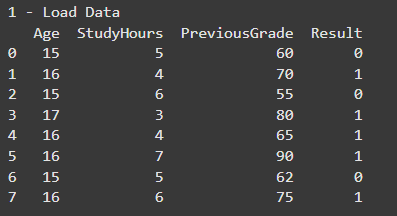 1 - Load Data
Age StudyHours PreviousGrade Result
0 15 5 60 0
1 16 4 70 1
2 15 6 55 0
3 17 3 80 1
4 16 4 65 1
5 16 7 90 1
6 15 5 62 0
7 16 6 75 1